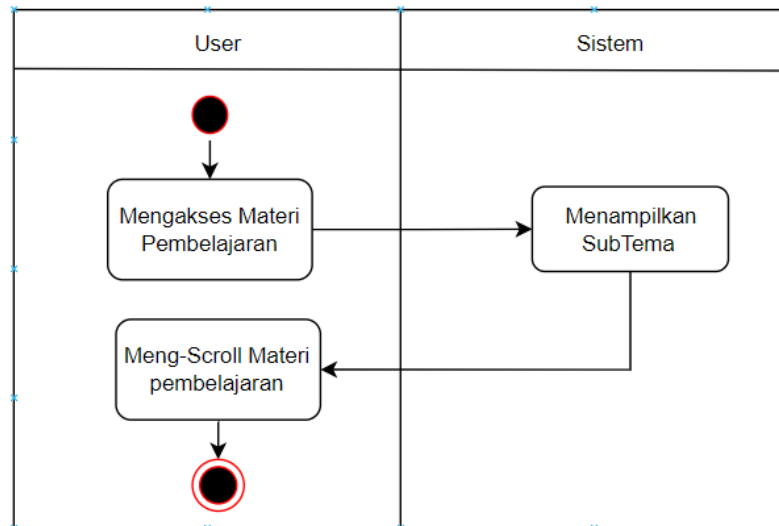 User
Sistem
Mengakses Materi
Pembelajaran
Menampilkan
SubTema
Meng-Scroll Materi
pembelajaran